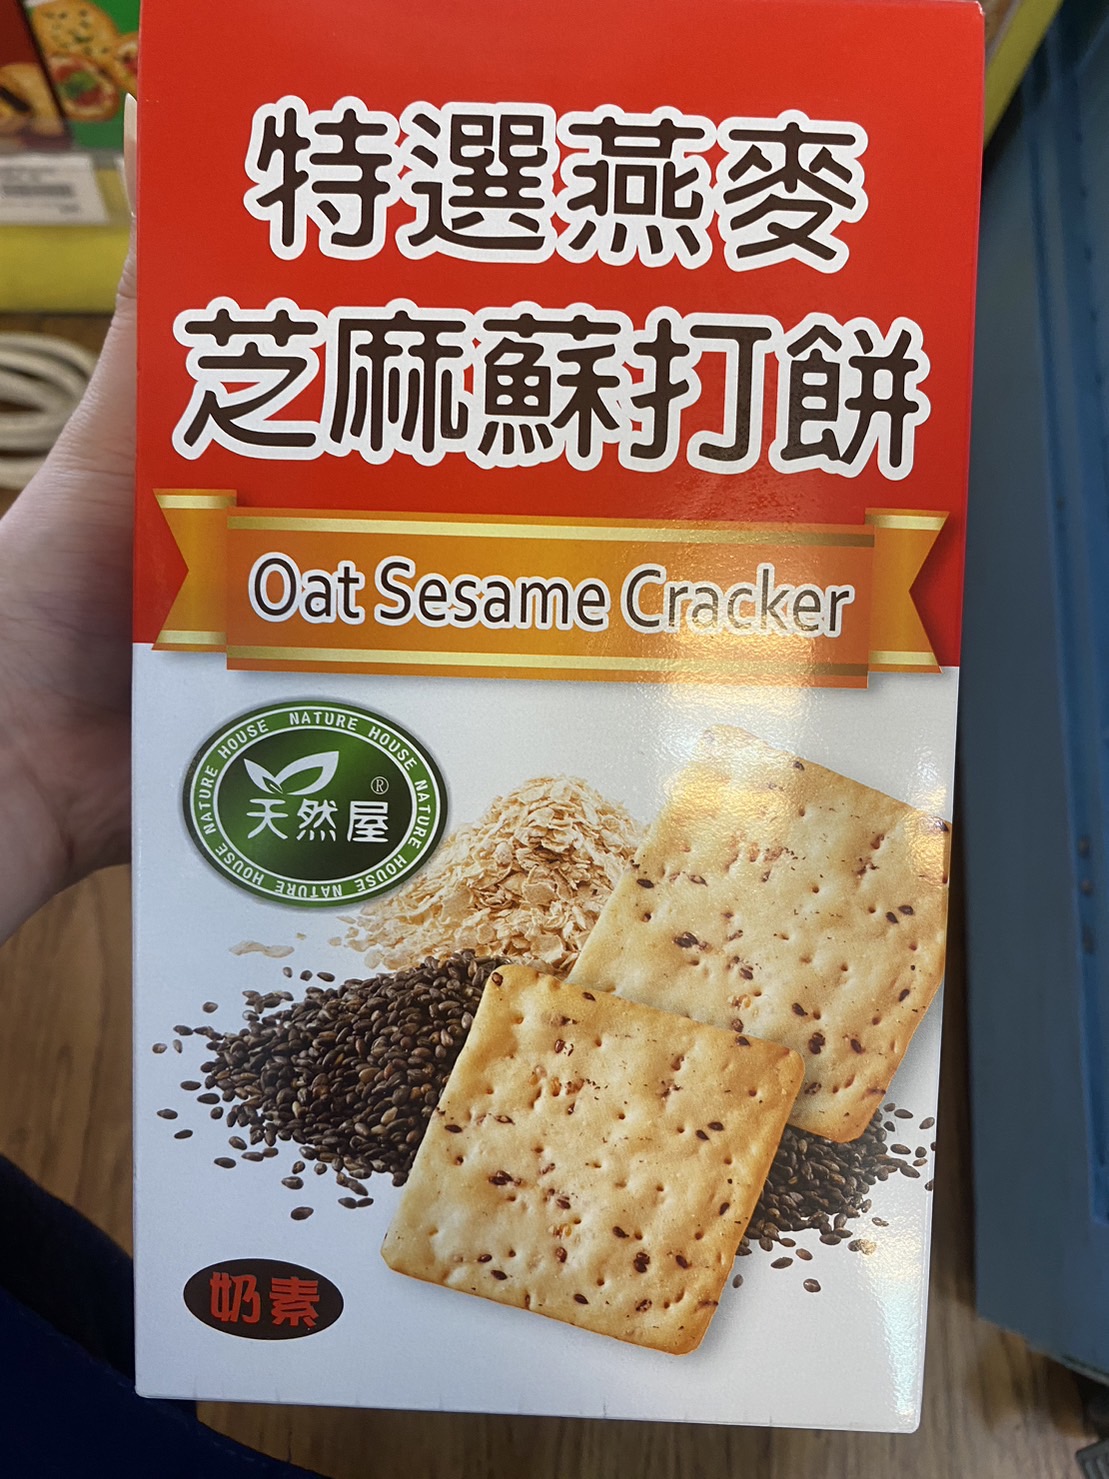 特選燕麥
芝麻蘇打餅
Oat Sesame Cracker
NATURE HOUSE NATURE HOUSE NATURE HOUSE NATURE HOUSE
天然屋®
奶素